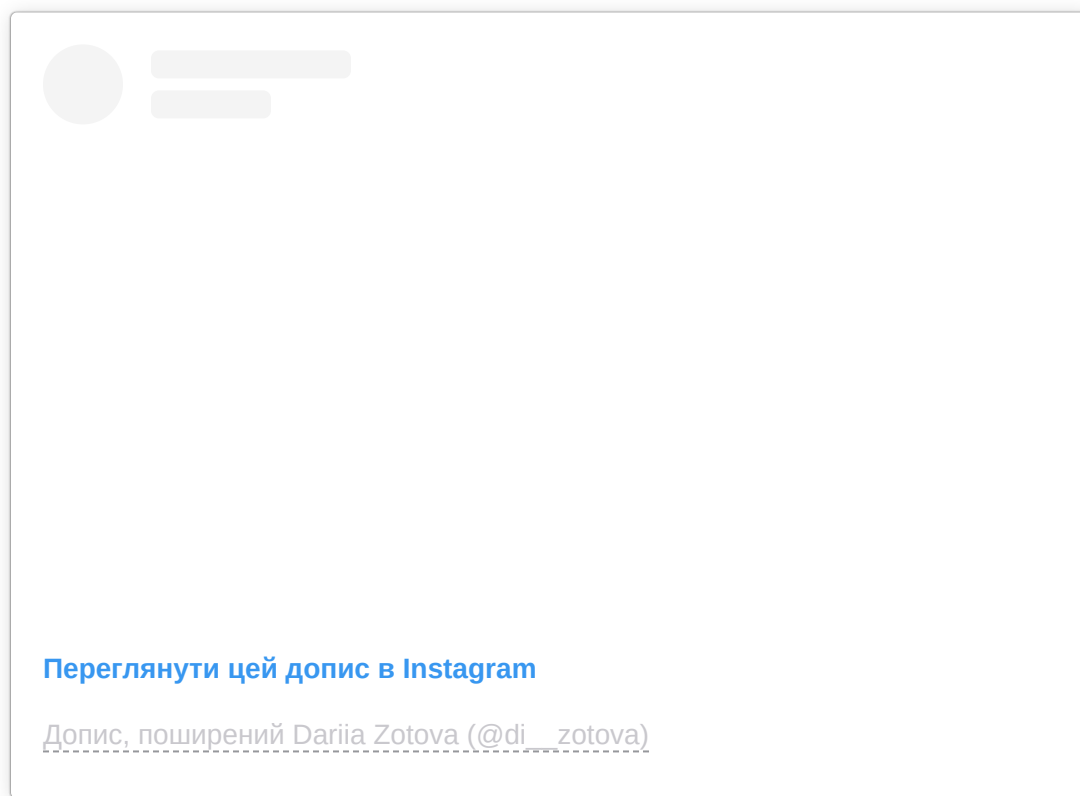 Переглянути цей допис в Instagram
Допис, поширений Dariia Zotova (@di__zotova)